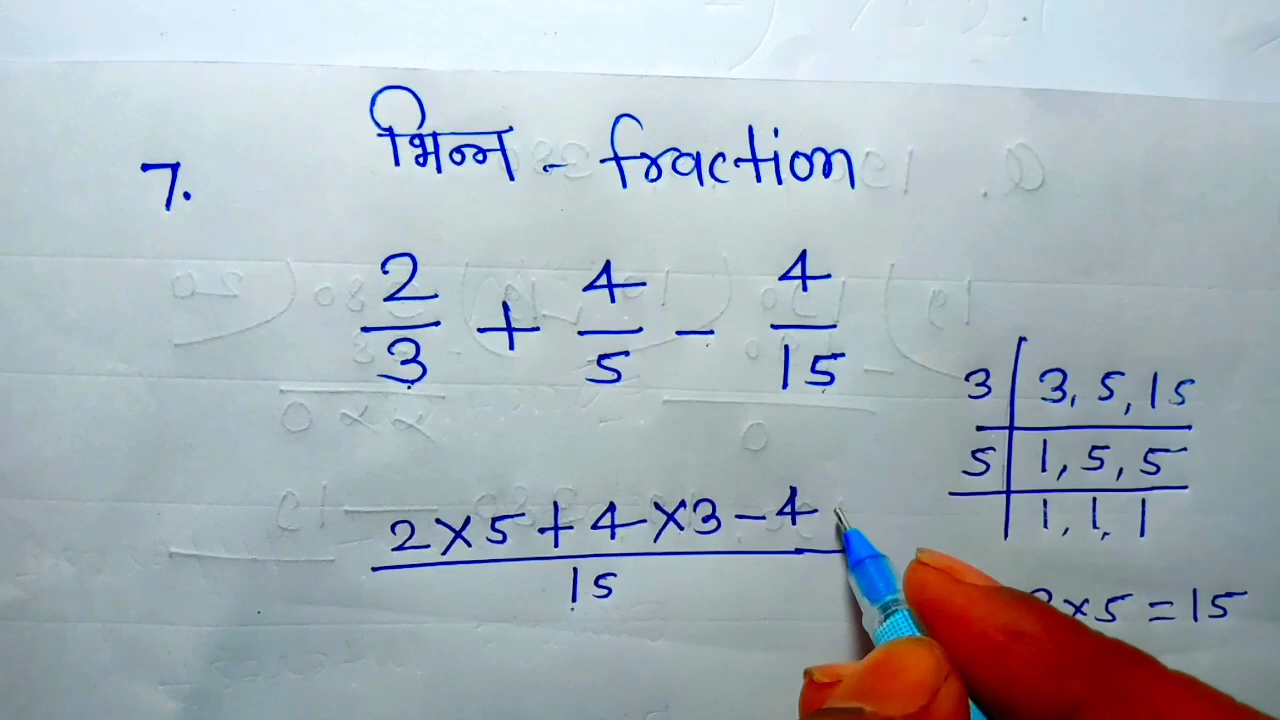 भिन्न - fraction
7.
2/3 + 4/5 - 4/15
3 | 3, 5, 15
5 | 1, 5, 5
1, 1, 1
2×5+4×3-4
15
×5=15